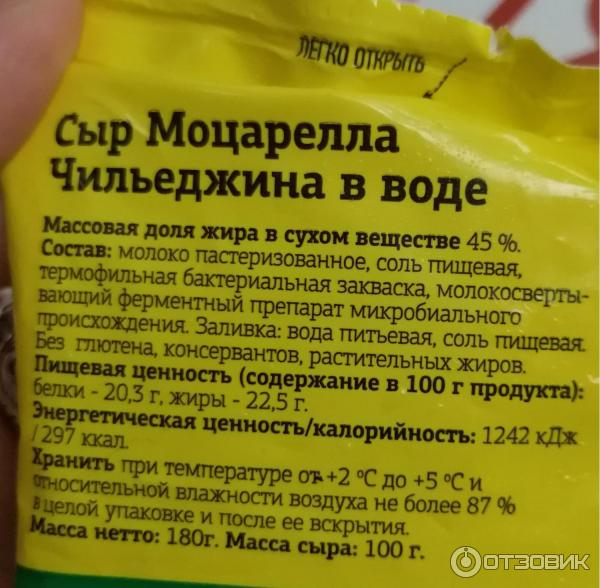 ЛЕГКО ОТКРЫТЬ
Сыр Моцарелла
Чильеджина в воде
Массовая доля жира в сухом веществе 45 %.
Состав: молоко пастеризованное, соль пищевая,
термофильная бактериальная закваска, молокосверты-
вающий ферментный препарат микробиального
происхождения. Заливка: вода питьевая, соль пищевая.
Без глютена, консервантов, растительных жиров.
Пищевая ценность (содержание в 100 г продукта):
белки - 20,3 г, жиры - 22,5 г.
Энергетическая ценность/калорийность: 1242 кДж
/ 297 ккал.
Хранить при температуре от +2 °С до +5 °С и
относительной влажности воздуха не более 87 %
в целой упаковке и после ее вскрытия.
Масса нетто: 180г. Масса сыра: 100 г.
ОТЗОВИК